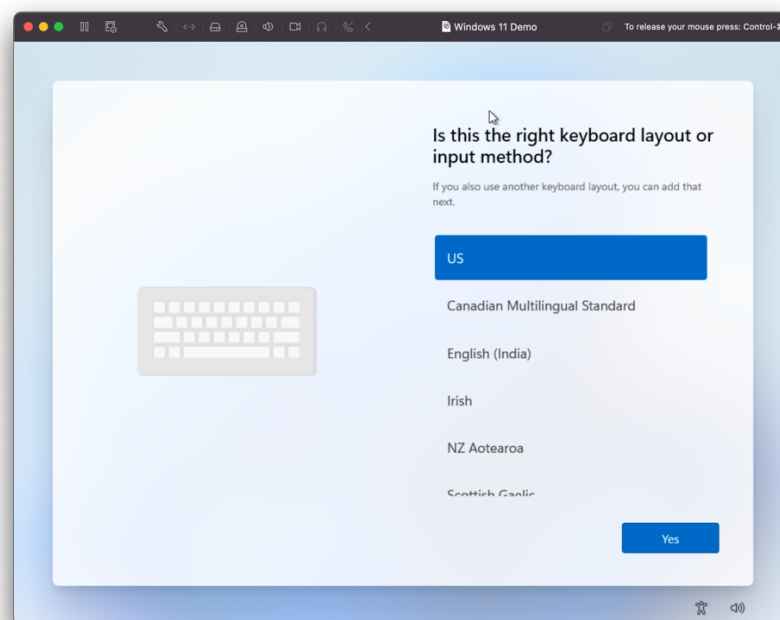 Windows 11 Demo
To release your mouse press: Control-
Is this the right keyboard layout or
input method?
If you also use another keyboard layout, you can add that
next.
US
Canadian Multilingual Standard
English (India)
Irish
NZ Aotearoa
Scottish Gaelic
Yes